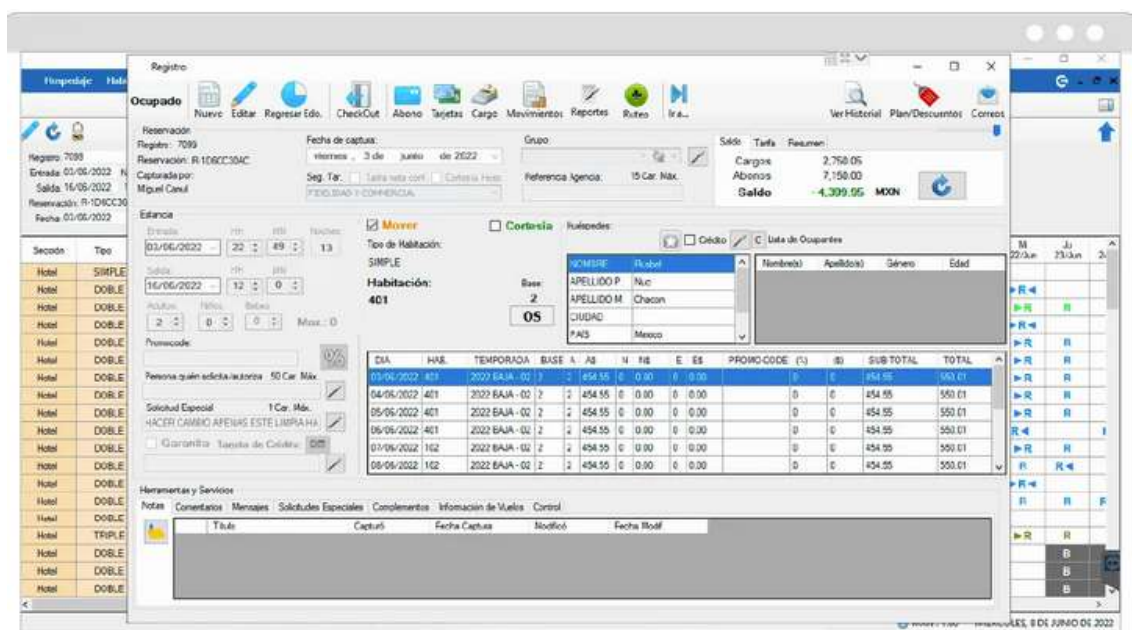 Hospedaje Habi
Registro
Ocupado
Nuevo Editar Regresar Edo. CheckOut Abono Tarjetas Cargo Movimientos Reportes Ruteo Ir a... Ver Historial Plan/Descuentos Correos
Registro 7099
Entrada: 03/06/2022
Salida: 16/06/2022
Reservación: R-1D6CC30
Fecha: 03/06/2022
Reservación
Registro: 7099
Reservacion: R-1D6CC30AC
Capturada por:
Miguel Canul
Fecha de captura:
viernes , 3 de junio de 2022
Seg. Tar.
FIDELIDAD Y COMMERCIAL
Grupo
Referencia Agencia: 15 Car. Máx.
Saldo Tarifa Resumen
Cargos 2,750.05
Abonos 7,150.00
Saldo -4,399.95 MXN
Estancia
Entrada: HH MM Noches
03/06/2022 22 : 49 : 13
Salida: HH MM
16/06/2022 12 : 0 :
Adultos: Niños: Bebes:
2 0 0 Max.: 0
Promocode:
Persona quién solicita/autoriza 50 Car. Máx
Solicitud Especial 1 Car. Máx.
HACER CAMBIO APENAS ESTE LIMPIA HA
Garantía Tarjeta de Crédito
Mover Cortesía
Tipo de Habitación:
SIMPLE
Habitación: Base:
401 2
OS
Huéspedes:
Crédito C Lista de Ocupantes
NOMBRE
APELLIDO P. Nuc
APELLIDO M. Chacon
CIUDAD
PAIS Mexico
Nombre(s) Apellido(s) Género Edad
DIA HAB. TEMPORADA BASE A A$ N N$ E E$ PROMO-CODE (%) ($) SUB TOTAL TOTAL
03/06/2022 401 2022 BAJA - 02 2 2 454.55 0 0.00 0 0.00 0 0 454.55 550.01
04/06/2022 401 2022 BAJA - 02 2 2 454.55 0 0.00 0 0.00 0 0 454.55 550.01
05/06/2022 401 2022 BAJA - 02 2 2 454.55 0 0.00 0 0.00 0 0 454.55 550.01
06/06/2022 401 2022 BAJA - 02 2 2 454.55 0 0.00 0 0.00 0 0 454.55 550.01
07/06/2022 102 2022 BAJA - 02 2 2 454.55 0 0.00 0 0.00 0 0 454.55 550.01
08/06/2022 102 2022 BAJA - 02 2 2 454.55 0 0.00 0 0.00 0 0 454.55 550.01
Herramientas y Servicios
Notas Comentarios Mensajes Solicitudes Especiales Complementos Información de Vuelos Control
Titulo Capturó Fecha Captura Modificó Fecha Modif
Sección Tipo
Hotel SIMPLE
Hotel DOBLE
Hotel DOBLE
Hotel DOBLE
Hotel DOBLE
Hotel DOBLE
Hotel DOBLE
Hotel DOBLE
Hotel DOBLE
Hotel DOBLE
Hotel DOBLE
Hotel DOBLE
Hotel DOBLE
Hotel DOBLE
Hotel DOBLE
Hotel TRIPLE
Hotel DOBLE
Hotel DOBLE
Hotel DOBLE
M Ju
22/Jun 23/Jun
R
R R
R
R R
R R
R R
R R
R R
R
R R
R R
R
R R
R R
B
B
B
MIERCOLES, 8 DE JUNIO DE 2022